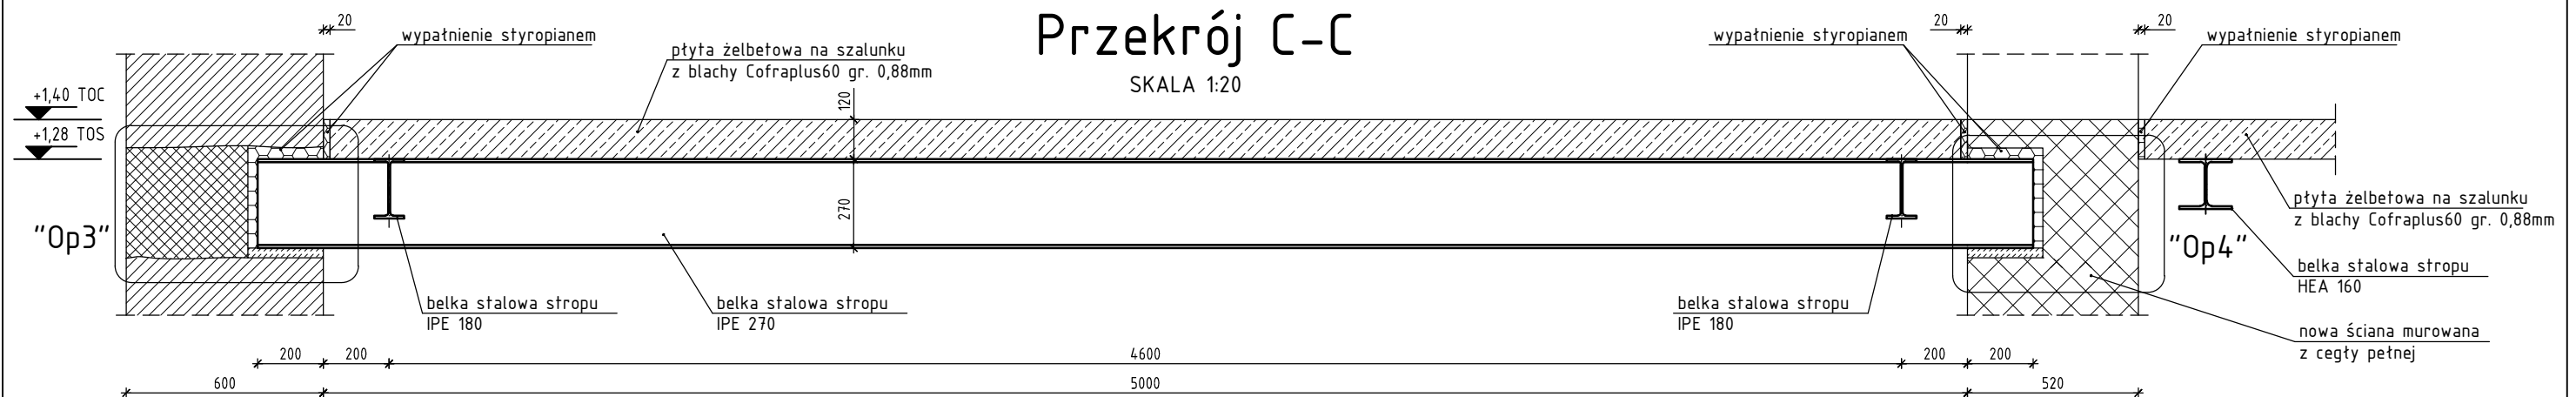 Przekrój C-C
SKALA 1:20
20
wypałnienie styropianem
płyta żelbetowa na szalunku
z blachy Cofraplus60 gr. 0,88mm
120
wypałnienie styropianem
20
20
wypałnienie styropianem
+1,40 TOC
+1,28 TOS
"Op3"
270
płyta żelbetowa na szalunku
z blachy Cofraplus60 gr. 0,88mm
"Op4"
belka stalowa stropu
HEA 160
belka stalowa stropu
IPE 180
belka stalowa stropu
IPE 270
belka stalowa stropu
IPE 180
nowa ściana murowana
z cegły pełnej
200
200
4600
200
200
600
5000
520